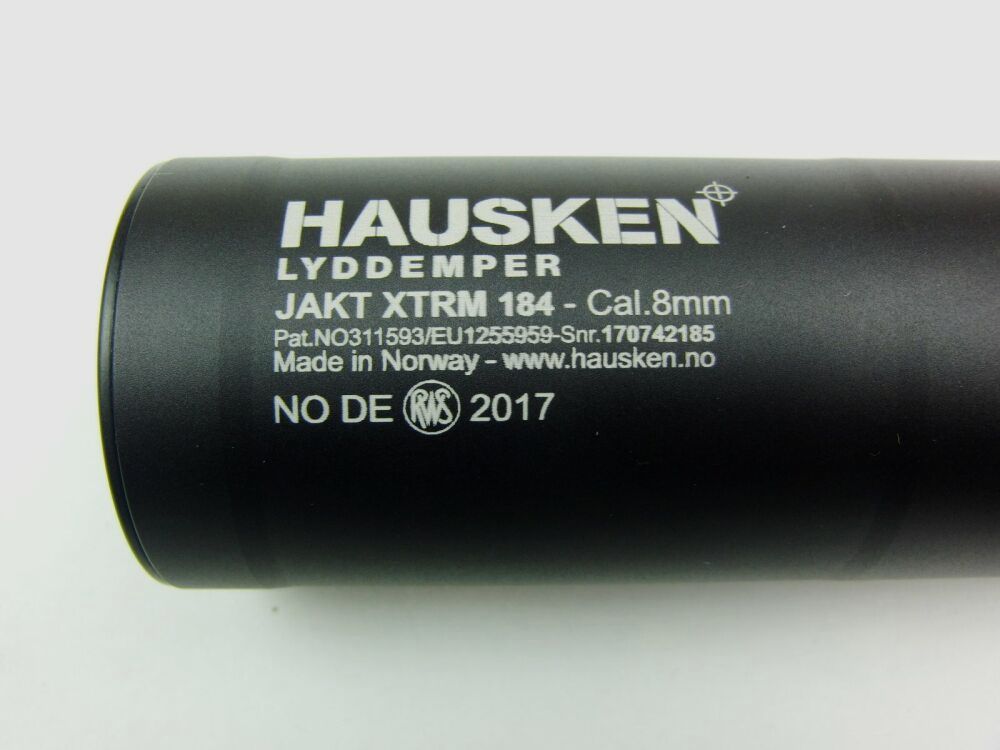 HAUSKEN
LYDDEMPER
JAKT XTRM 184 - Cal.8mm
Pat.NO311593/EU1255959-Snr.170742185
Made in Norway - www.hausken.no
NO DE RWS 2017